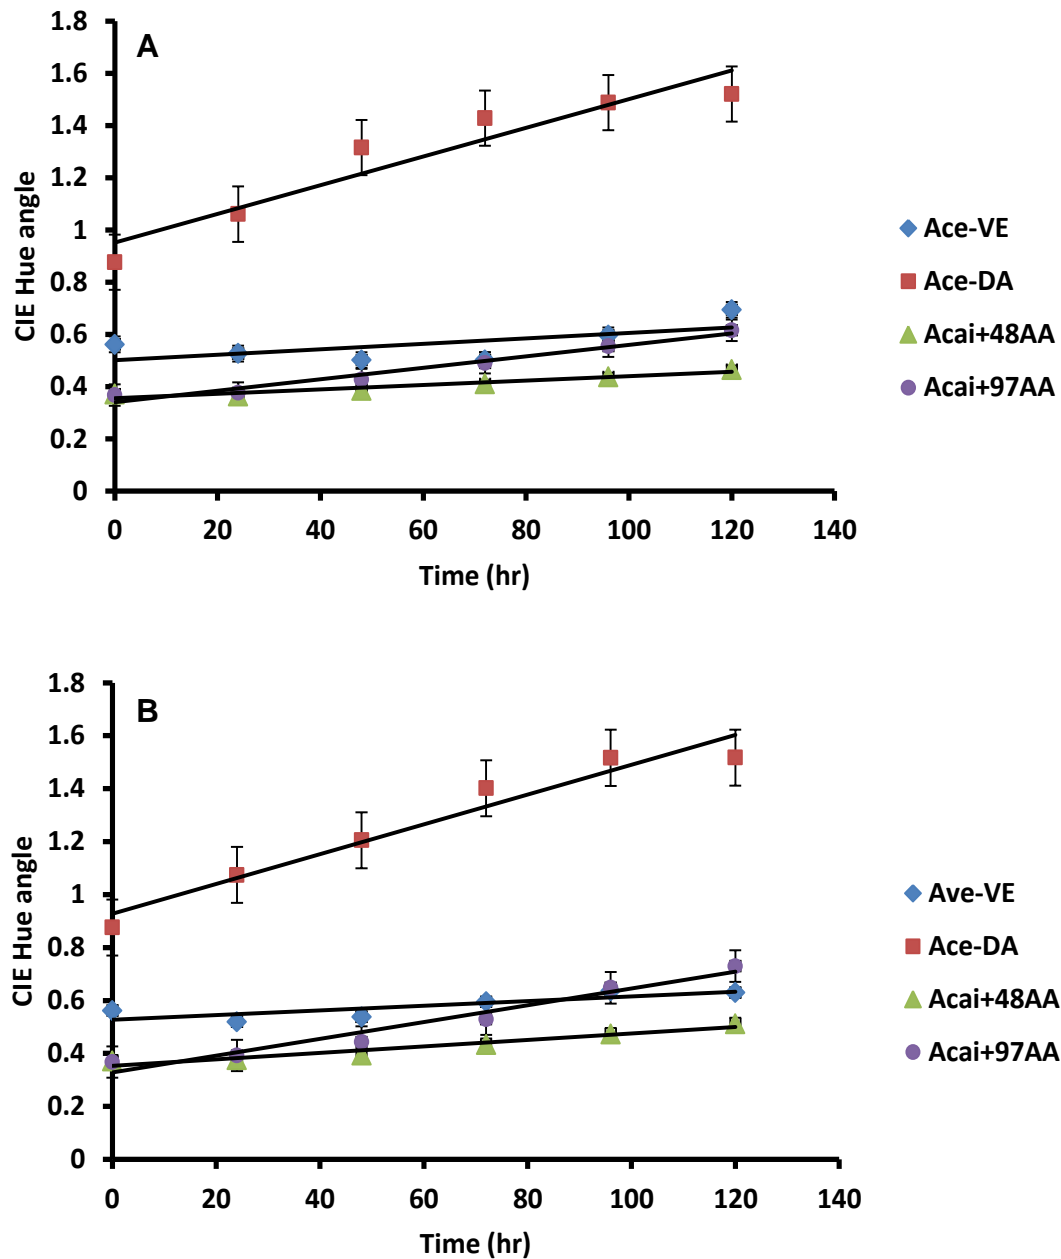 A
1.8
1.6
1.4
1.2
1
0.8
0.6
0.4
0.2
0
CIE Hue angle
0 20 40 60 80 100 120 140
Time (hr)
Ace-VE
Ace-DA
Acai+48AA
Acai+97AA
B
1.8
1.6
1.4
1.2
1
0.8
0.6
0.4
0.2
0
CIE Hue angle
0 20 40 60 80 100 120 140
Time (hr)
Ave-VE
Ace-DA
Acai+48AA
Acai+97AA